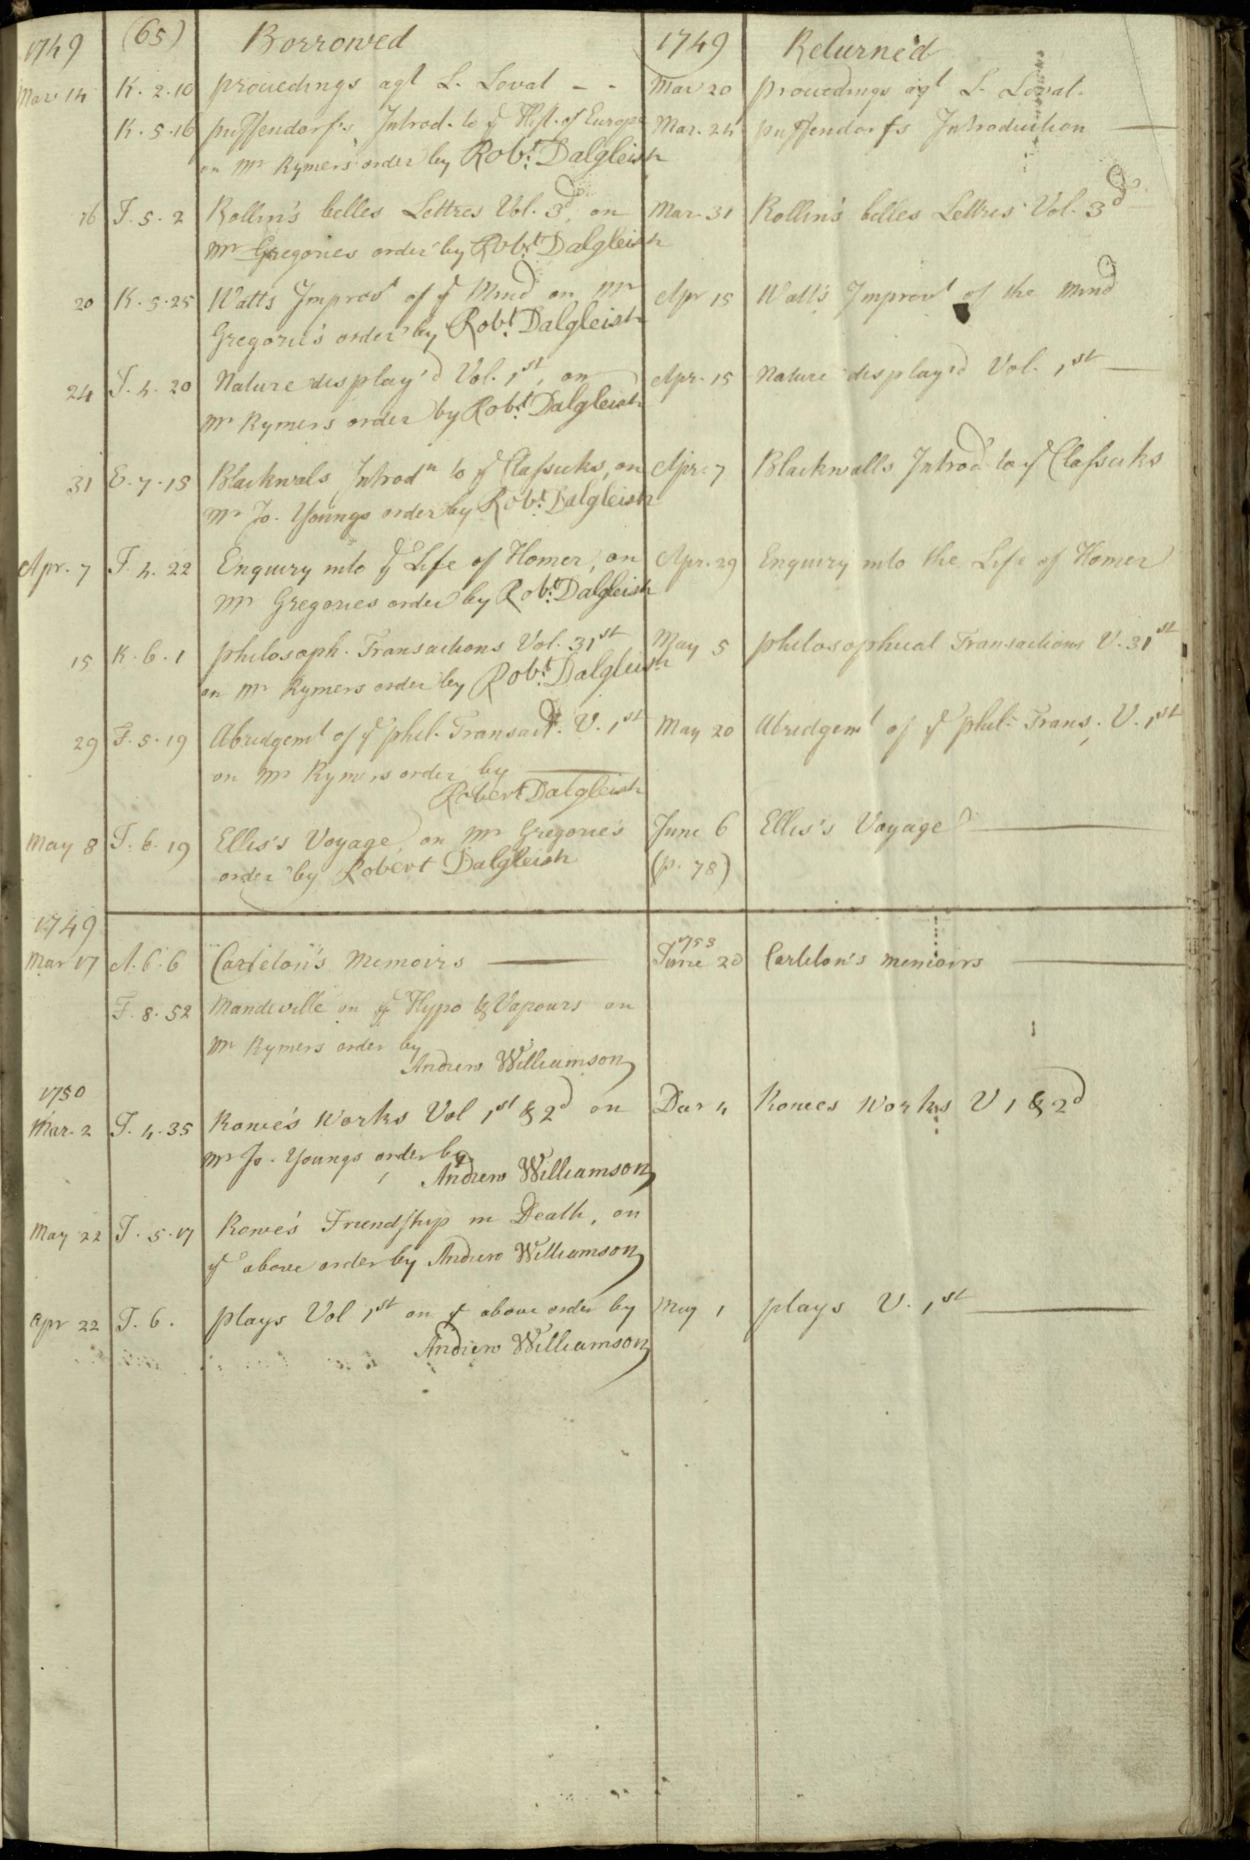 1749 (65) Borrowed 1749 Returned
Mar 14 K. 2. 10 proceedings agt L. Lovat - - Mar 20 proceedings agt L. Lovat.
K. 5. 16 puffendorfs Introd. to ye Hist. of Europe Mar. 24 puffendorfs Introduction
on Mr Rymers order by Robt. Dalgleish
16 F. 5. 2 Rollin's belles Lettres Vol. 3d, on Mar. 31 Rollin's belles Lettres Vol. 3d
Mr Gregories order by Robt. Dalgleish
20 K. 5. 25 Watts Improvt of ye Mind on Mr Apr 15 Watt's Improvt of the Mind
Gregorie's order by Robt. Dalgleish
24 F. 4. 20 Nature display'd Vol. 1st, on Apr. 15 Nature display'd Vol. 1st
Mr Rymers order by Robt. Dalgleish
31 E. 7. 15 Blackwals Introdn to ye Classicks, on Apr. 7 Blackwalls Introd. to ye Classicks
Mr Jo. Youngs order by Robt. Dalgleish
Apr. 7 F. 4. 22 Enquiry into ye Life of Homer, on Apr. 29 Enquiry into the Life of Homer
Mr Gregories order by Robt. Dalgleish
15 K. 6. 1 philosoph. Transactions Vol. 31st May 5 philosophical Transactions V. 31st
on Mr Rymers order by Robt. Dalgleish
29 F. 5. 19 Abridgemt of ye phil. Transact. V. 1st May 20 Abridgemt of ye phil. Trans. V. 1st
on Mr Rymers order by
Robert Dalgleish
May 8 F. 6. 19 Ellis's Voyage, on Mr Gregorie's June 6 Ellis's Voyage
order by Robert Dalgleish (p. 78)
1749
Mar 17 A. 6. 6 Carleton's Memoirs 1753 June 20 Carleton's memoirs
F. 8. 52 Mandeville on ye Hypo & Vapours on
Mr Rymers order by
Andrew Williamson
1750
Mar. 2 F. 4. 35 Rowe's Works Vol 1st & 2d on 4 Rowes Works V 1 & 2d
Mr Jo. Youngs order by
Andrew Williamson
May 22 F. 5. 17 Rowe's Friendship in Death, on
ye above order by Andrew Williamson
Apr 22 F. 6. plays Vol 1st on ye above order by May 1 plays V. 1st
Andrew Williamson